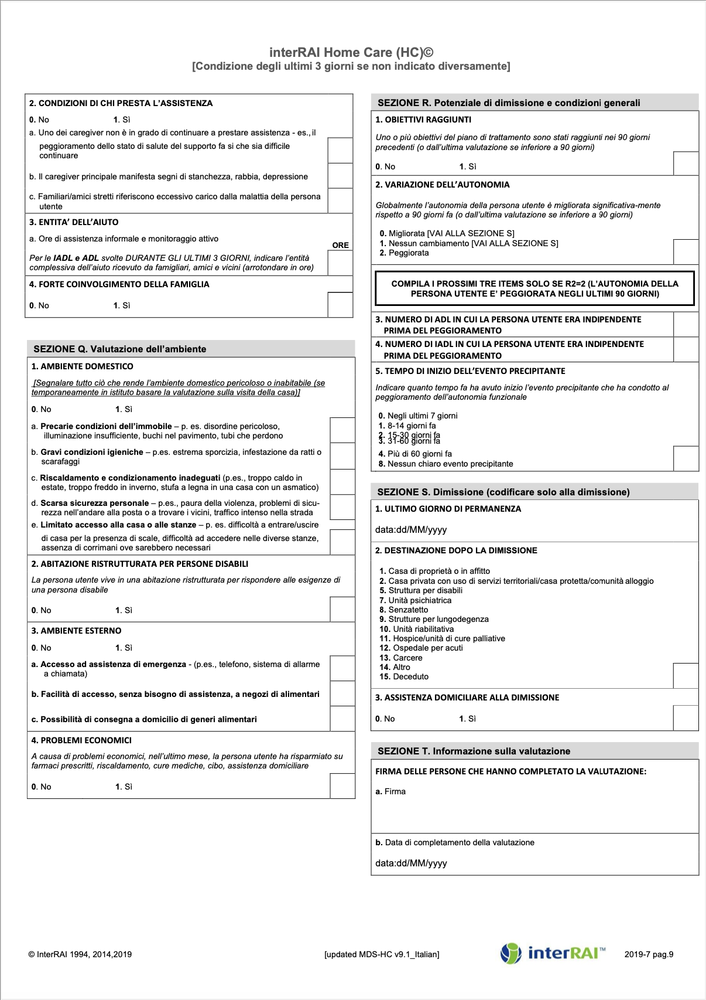 interRAI Home Care (HC)©
[Condizione degli ultimi 3 giorni se non indicato diversamente]
2. CONDIZIONI DI CHI PRESTA L'ASSISTENZA
0. No 1. Sì
a. Uno dei caregiver non è in grado di continuare a prestare assistenza - es., il
peggioramento dello stato di salute del supporto fa si che sia difficile
continuare
b. Il caregiver principale manifesta segni di stanchezza, rabbia, depressione
c. Familiari/amici stretti riferiscono eccessivo carico dalla malattia della persona
utente
3. ENTITA' DELL'AIUTO
a. Ore di assistenza informale e monitoraggio attivo
ORE
Per le IADL e ADL svolte DURANTE GLI ULTIMI 3 GIORNI, indicare l'entità
complessiva dell'aiuto ricevuto da famigliari, amici e vicini (arrotondare in ore)
4. FORTE COINVOLGIMENTO DELLA FAMIGLIA
0. No 1. Sì
SEZIONE Q. Valutazione dell'ambiente
1. AMBIENTE DOMESTICO
[Segnalare tutto ciò che rende l'ambiente domestico pericoloso o inabitabile (se
temporaneamente in istituto basare la valutazione sulla visita della casa)]
0. No 1. Sì
a. Precarie condizioni dell'immobile – p. es. disordine pericoloso,
illuminazione insufficiente, buchi nel pavimento, tubi che perdono
b. Gravi condizioni igieniche – p.es. estrema sporcizia, infestazione da ratti o
scarafaggi
c. Riscaldamento e condizionamento inadeguati (p.es., troppo caldo in
estate, troppo freddo in inverno, stufa a legna in una casa con un asmatico)
d. Scarsa sicurezza personale – p.es., paura della violenza, problemi di sicu-
rezza nell'andare alla posta o a trovare i vicini, traffico intenso nella strada
e. Limitato accesso alla casa o alle stanze – p. es. difficoltà a entrare/uscire
di casa per la presenza di scale, difficoltà ad accedere nelle diverse stanze,
assenza di corrimani ove sarebbero necessari
2. ABITAZIONE RISTRUTTURATA PER PERSONE DISABILI
La persona utente vive in una abitazione ristrutturata per rispondere alle esigenze di
una persona disabile
0. No 1. Sì
3. AMBIENTE ESTERNO
0. No 1. Sì
a. Accesso ad assistenza di emergenza - (p.es., telefono, sistema di allarme
a chiamata)
b. Facilità di accesso, senza bisogno di assistenza, a negozi di alimentari
c. Possibilità di consegna a domicilio di generi alimentari
4. PROBLEMI ECONOMICI
A causa di problemi economici, nell'ultimo mese, la persona utente ha risparmiato su
farmaci prescritti, riscaldamento, cure mediche, cibo, assistenza domiciliare
0. No 1. Sì
SEZIONE R. Potenziale di dimissione e condizioni generali
1. OBIETTIVI RAGGIUNTI
Uno o più obiettivi del piano di trattamento sono stati raggiunti nei 90 giorni
precedenti (o dall'ultima valutazione se inferiore a 90 giorni)
0. No 1. Sì
2. VARIAZIONE DELL'AUTONOMIA
Globalmente l'autonomia della persona utente è migliorata significativa-mente
rispetto a 90 giorni fa (o dall'ultima valutazione se inferiore a 90 giorni)
0. Migliorata [VAI ALLA SEZIONE S]
1. Nessun cambiamento [VAI ALLA SEZIONE S]
2. Peggiorata
COMPILA I PROSSIMI TRE ITEMS SOLO SE R2=2 (L'AUTONOMIA DELLA
PERSONA UTENTE E' PEGGIORATA NEGLI ULTIMI 90 GIORNI)
3. NUMERO DI ADL IN CUI LA PERSONA UTENTE ERA INDIPENDENTE
PRIMA DEL PEGGIORAMENTO
4. NUMERO DI IADL IN CUI LA PERSONA UTENTE ERA INDIPENDENTE
PRIMA DEL PEGGIORAMENTO
5. TEMPO DI INIZIO DELL'EVENTO PRECIPITANTE
Indicare quanto tempo fa ha avuto inizio l'evento precipitante che ha condotto al
peggioramento dell'autonomia funzionale
0. Negli ultimi 7 giorni
1. 8-14 giorni fa
2. 15-30 giorni fa
3. 31-60 giorni fa
4. Più di 60 giorni fa
8. Nessun chiaro evento precipitante
SEZIONE S. Dimissione (codificare solo alla dimissione)
1. ULTIMO GIORNO DI PERMANENZA
data:dd/MM/yyyy
2. DESTINAZIONE DOPO LA DIMISSIONE
1. Casa di proprietà o in affitto
2. Casa privata con uso di servizi territoriali/casa protetta/comunità alloggio
5. Struttura per disabili
7. Unità psichiatrica
8. Senzatetto
9. Strutture per lungodegenza
10. Unità riabilitativa
11. Hospice/unità di cure palliative
12. Ospedale per acuti
13. Carcere
14. Altro
15. Deceduto
3. ASSISTENZA DOMICILIARE ALLA DIMISSIONE
0. No 1. Sì
SEZIONE T. Informazione sulla valutazione
FIRMA DELLE PERSONE CHE HANNO COMPLETATO LA VALUTAZIONE:
a. Firma
b. Data di completamento della valutazione
data:dd/MM/yyyy
© InterRAI 1994, 2014,2019 [updated MDS-HC v9.1_Italian] interRAI™ 2019-7 pag.9